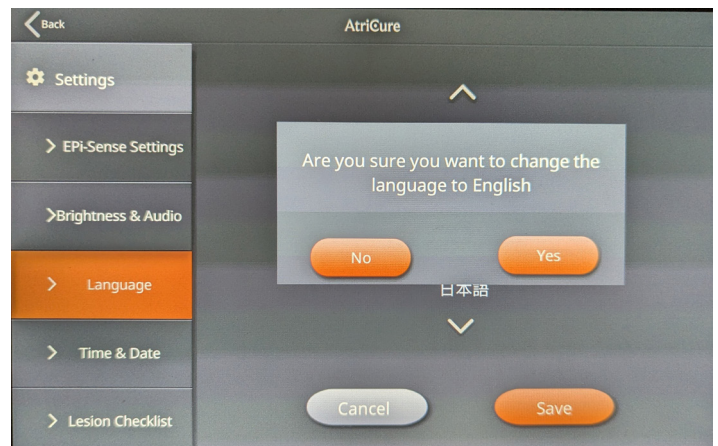 Back
AtriCure
Settings
EPi-Sense Settings
Brightness & Audio
Language
Time & Date
Lesion Checklist
Are you sure you want to change the
language to English
No
Yes
日本語
Cancel
Save